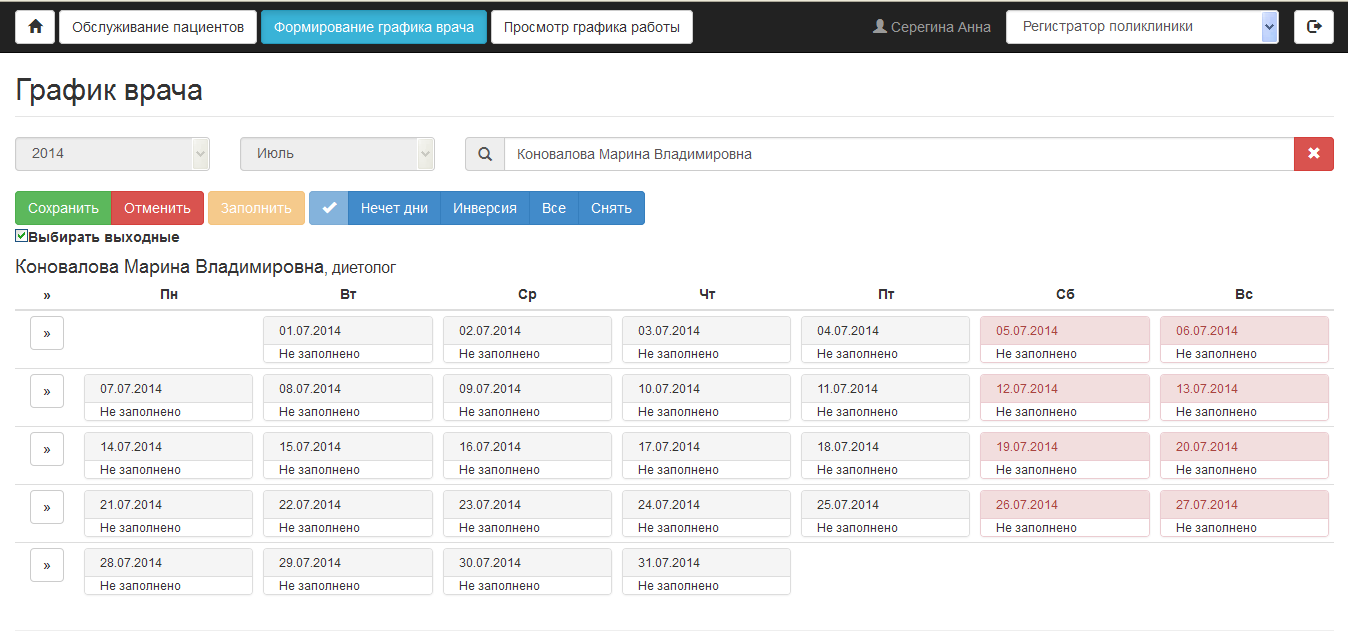 Обслуживание пациентов Формирование графика врача Просмотр графика работы Серегина Анна Регистратор поликлиники
График врача
2014 Июль Коновалова Марина Владимировна
Сохранить Отменить Заполнить Нечет дни Инверсия Все Снять
Выбирать выходные
Коновалова Марина Владимировна, диетолог
» Пн Вт Ср Чт Пт Сб Вс
» 01.07.2014 02.07.2014 03.07.2014 04.07.2014 05.07.2014 06.07.2014
Не заполнено Не заполнено Не заполнено Не заполнено Не заполнено Не заполнено
» 07.07.2014 08.07.2014 09.07.2014 10.07.2014 11.07.2014 12.07.2014 13.07.2014
Не заполнено Не заполнено Не заполнено Не заполнено Не заполнено Не заполнено Не заполнено
» 14.07.2014 15.07.2014 16.07.2014 17.07.2014 18.07.2014 19.07.2014 20.07.2014
Не заполнено Не заполнено Не заполнено Не заполнено Не заполнено Не заполнено Не заполнено
» 21.07.2014 22.07.2014 23.07.2014 24.07.2014 25.07.2014 26.07.2014 27.07.2014
Не заполнено Не заполнено Не заполнено Не заполнено Не заполнено Не заполнено Не заполнено
» 28.07.2014 29.07.2014 30.07.2014 31.07.2014
Не заполнено Не заполнено Не заполнено Не заполнено